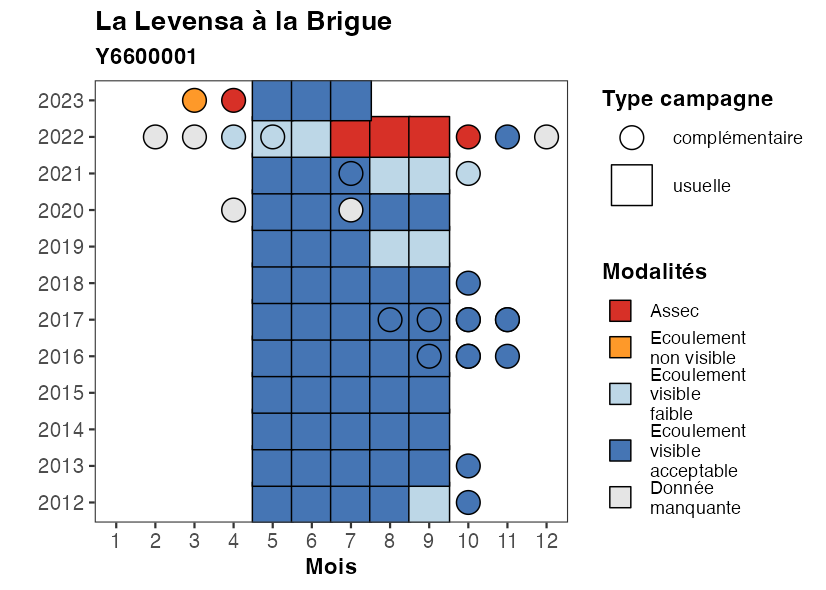 La Levensa à la Brigue
Y6600001
2023
2022
2021
2020
2019
2018
2017
2016
2015
2014
2013
2012
1 2 3 4 5 6 7 8 9 10 11 12
Mois
Type campagne
complémentaire
usuelle
Modalités
Assec
Ecoulement
non visible
Ecoulement
visible
faible
Ecoulement
visible
acceptable
Donnée
manquante